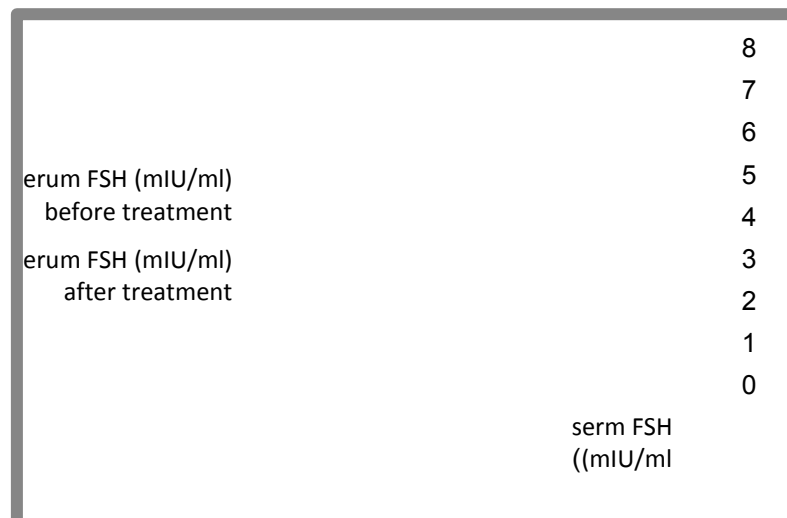 8
7
6
5
4
3
2
1
0
erum FSH (mIU/ml)
before treatment
erum FSH (mIU/ml)
after treatment
serm FSH
((mIU/ml